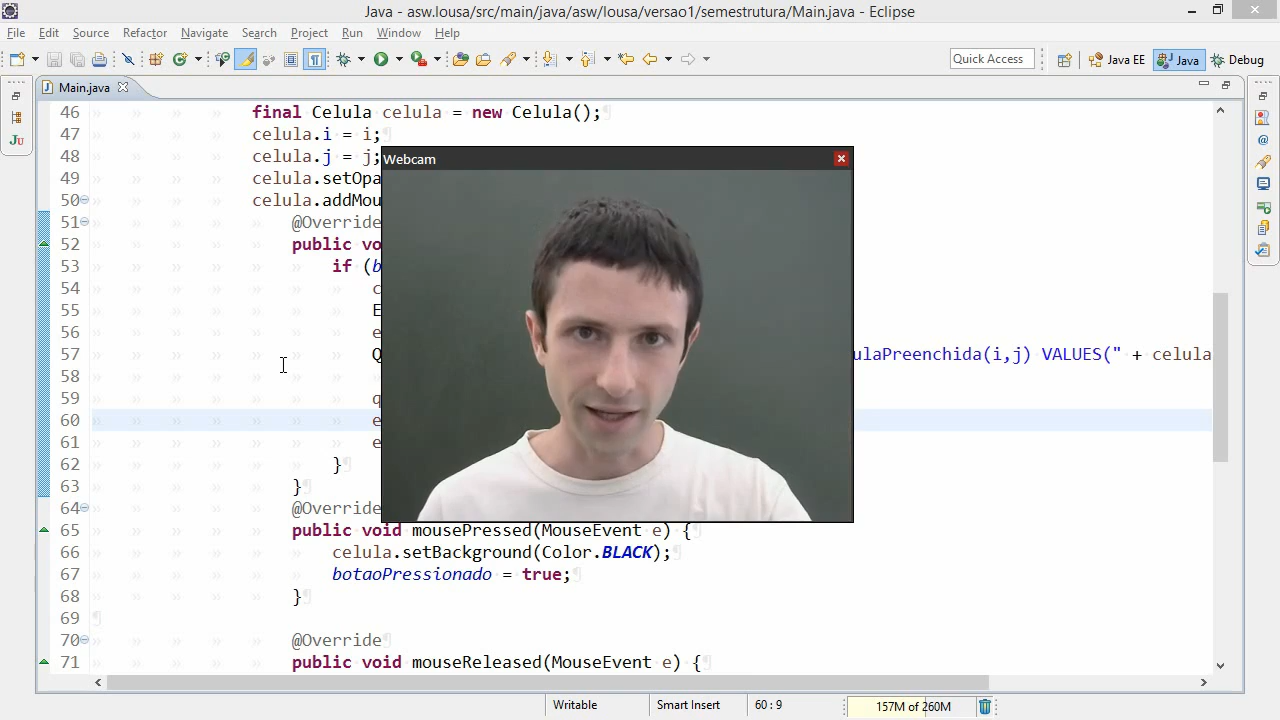 Java - asw.lousa/src/main/java/asw/lousa/versao1/semestrutura/Main.java - Eclipse
File Edit Source Refactor Navigate Search Project Run Window Help
Quick Access Java EE Java Debug
Main.java
46 final Celula celula = new Celula();
47 celula.i = i;
48 celula.j = j;
49 celula.setOpa
50 celula.addMou
51 @Override
52 public vo
53 if (b
54 c
55 E
56 e
57 Q ulaPreenchida(i,j) VALUES(" + celula
58
59 q
60 e
61 e
62 }
63 }
64 @Override
65 public void mousePressed(MouseEvent e) {
66 celula.setBackground(Color.BLACK);
67 botaoPressionado = true;
68 }
69
70 @Override
71 public void mouseReleased(MouseEvent e) {
Webcam
Writable Smart Insert 60 : 9 157M of 260M